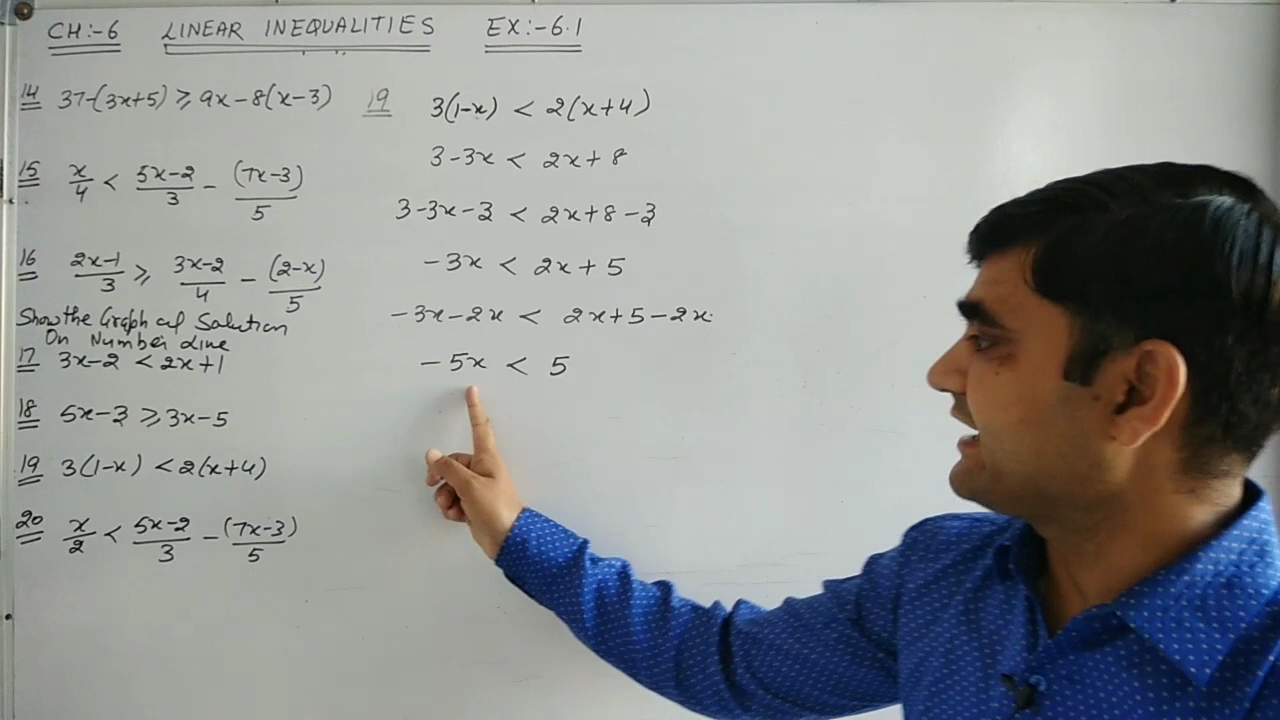 CH:-6 LINEAR INEQUALITIES EX:-6.1
14 37-(3x+5) ⩾ 9x-8(x-3)
15 x/4 < (5x-2)/3 - (7x-3)/5
16 (2x-1)/3 ⩾ (3x-2)/4 - (2-x)/5
Show the Graph of Solution
On Number Line
17 3x-2 < 2x+1
18 5x-3 ⩾ 3x-5
19 3(1-x) < 2(x+4)
20 x/2 < (5x-2)/3 - (7x-3)/5
19 3(1-x) < 2(x+4)
3-3x < 2x+8
3-3x-3 < 2x+8-3
-3x < 2x+5
-3x-2x < 2x+5-2x
-5x < 5